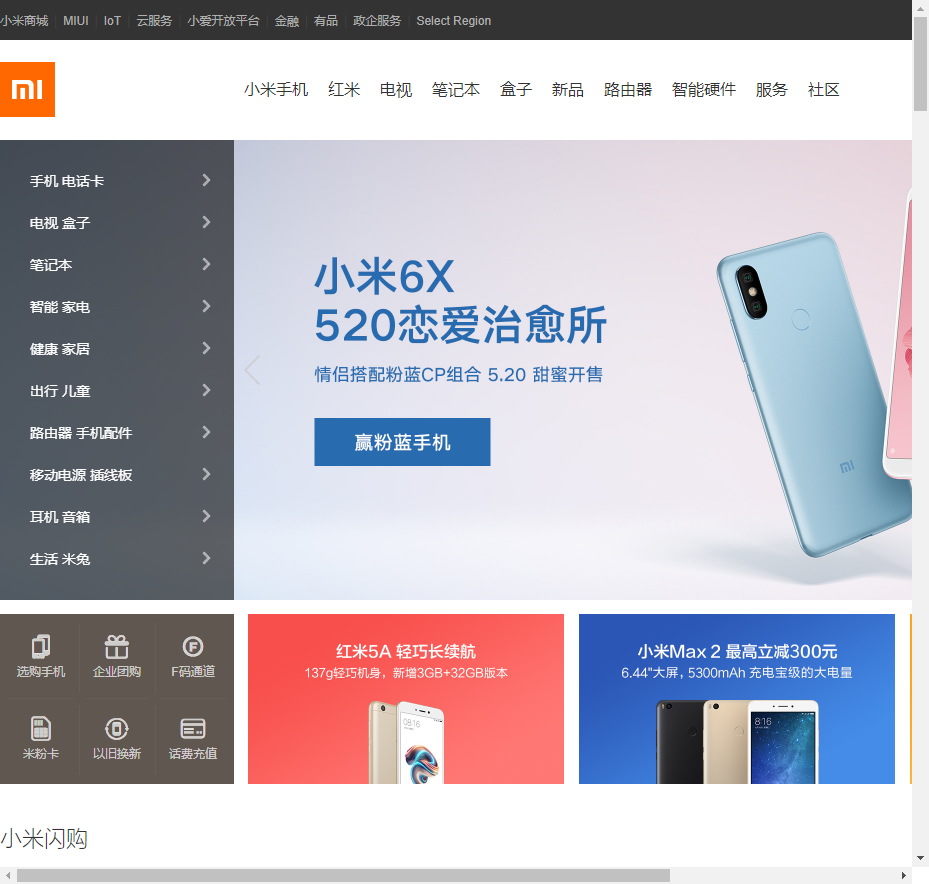 小米商城 MIUI IoT 云服务 小爱开放平台 金融 有品 政企服务 Select Region
小米手机 红米 电视 笔记本 盒子 新品 路由器 智能硬件 服务 社区
手机 电话卡
电视 盒子
笔记本
智能 家电
健康 家居
出行 儿童
路由器 手机配件
移动电源 插线板
耳机 音箱
生活 米兔
小米6X
520恋爱治愈所
情侣搭配粉蓝CP组合 5.20 甜蜜开售
赢粉蓝手机
mi
选购手机 企业团购 F码通道
米粉卡 以旧换新 话费充值
红米5A 轻巧长续航
137g轻巧机身，新增3GB+32GB版本
08:16
小米Max 2 最高立减300元
6.44"大屏，5300mAh 充电宝级的大电量
8:16
小米闪购